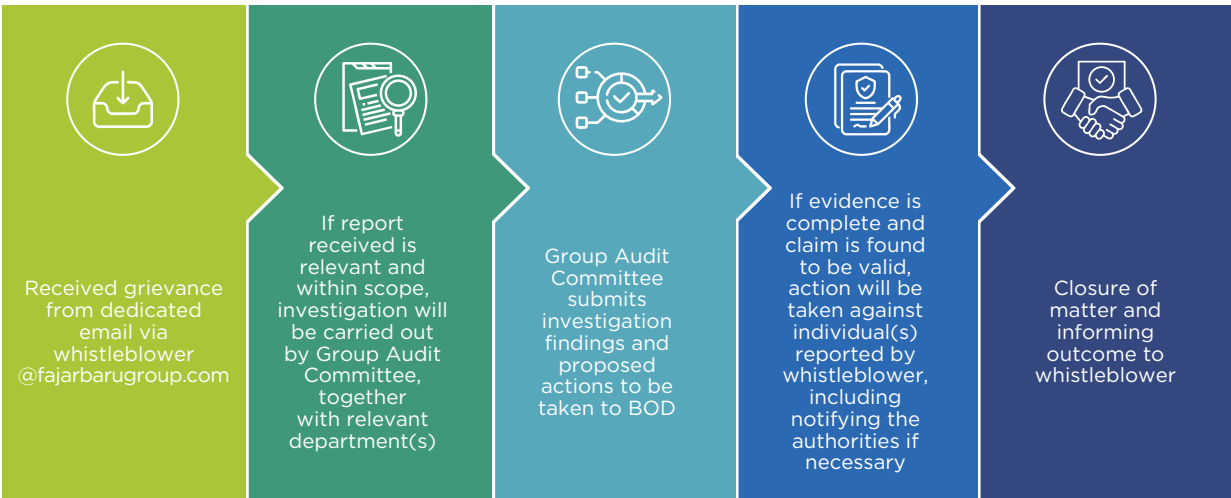 Received grievance
from dedicated
email via
whistleblower
@fajarbarugroup.com
If report
received is
relevant and
within scope,
investigation will
be carried out
by Group Audit
Committee,
together
with relevant
department(s)
Group Audit
Committee
submits
investigation
findings and
proposed
actions to be
taken to BOD
If evidence is
complete and
claim is found
to be valid,
action will be
taken against
individual(s)
reported by
whistleblower,
including
notifying the
authorities if
necessary
Closure of
matter and
informing
outcome to
whistleblower